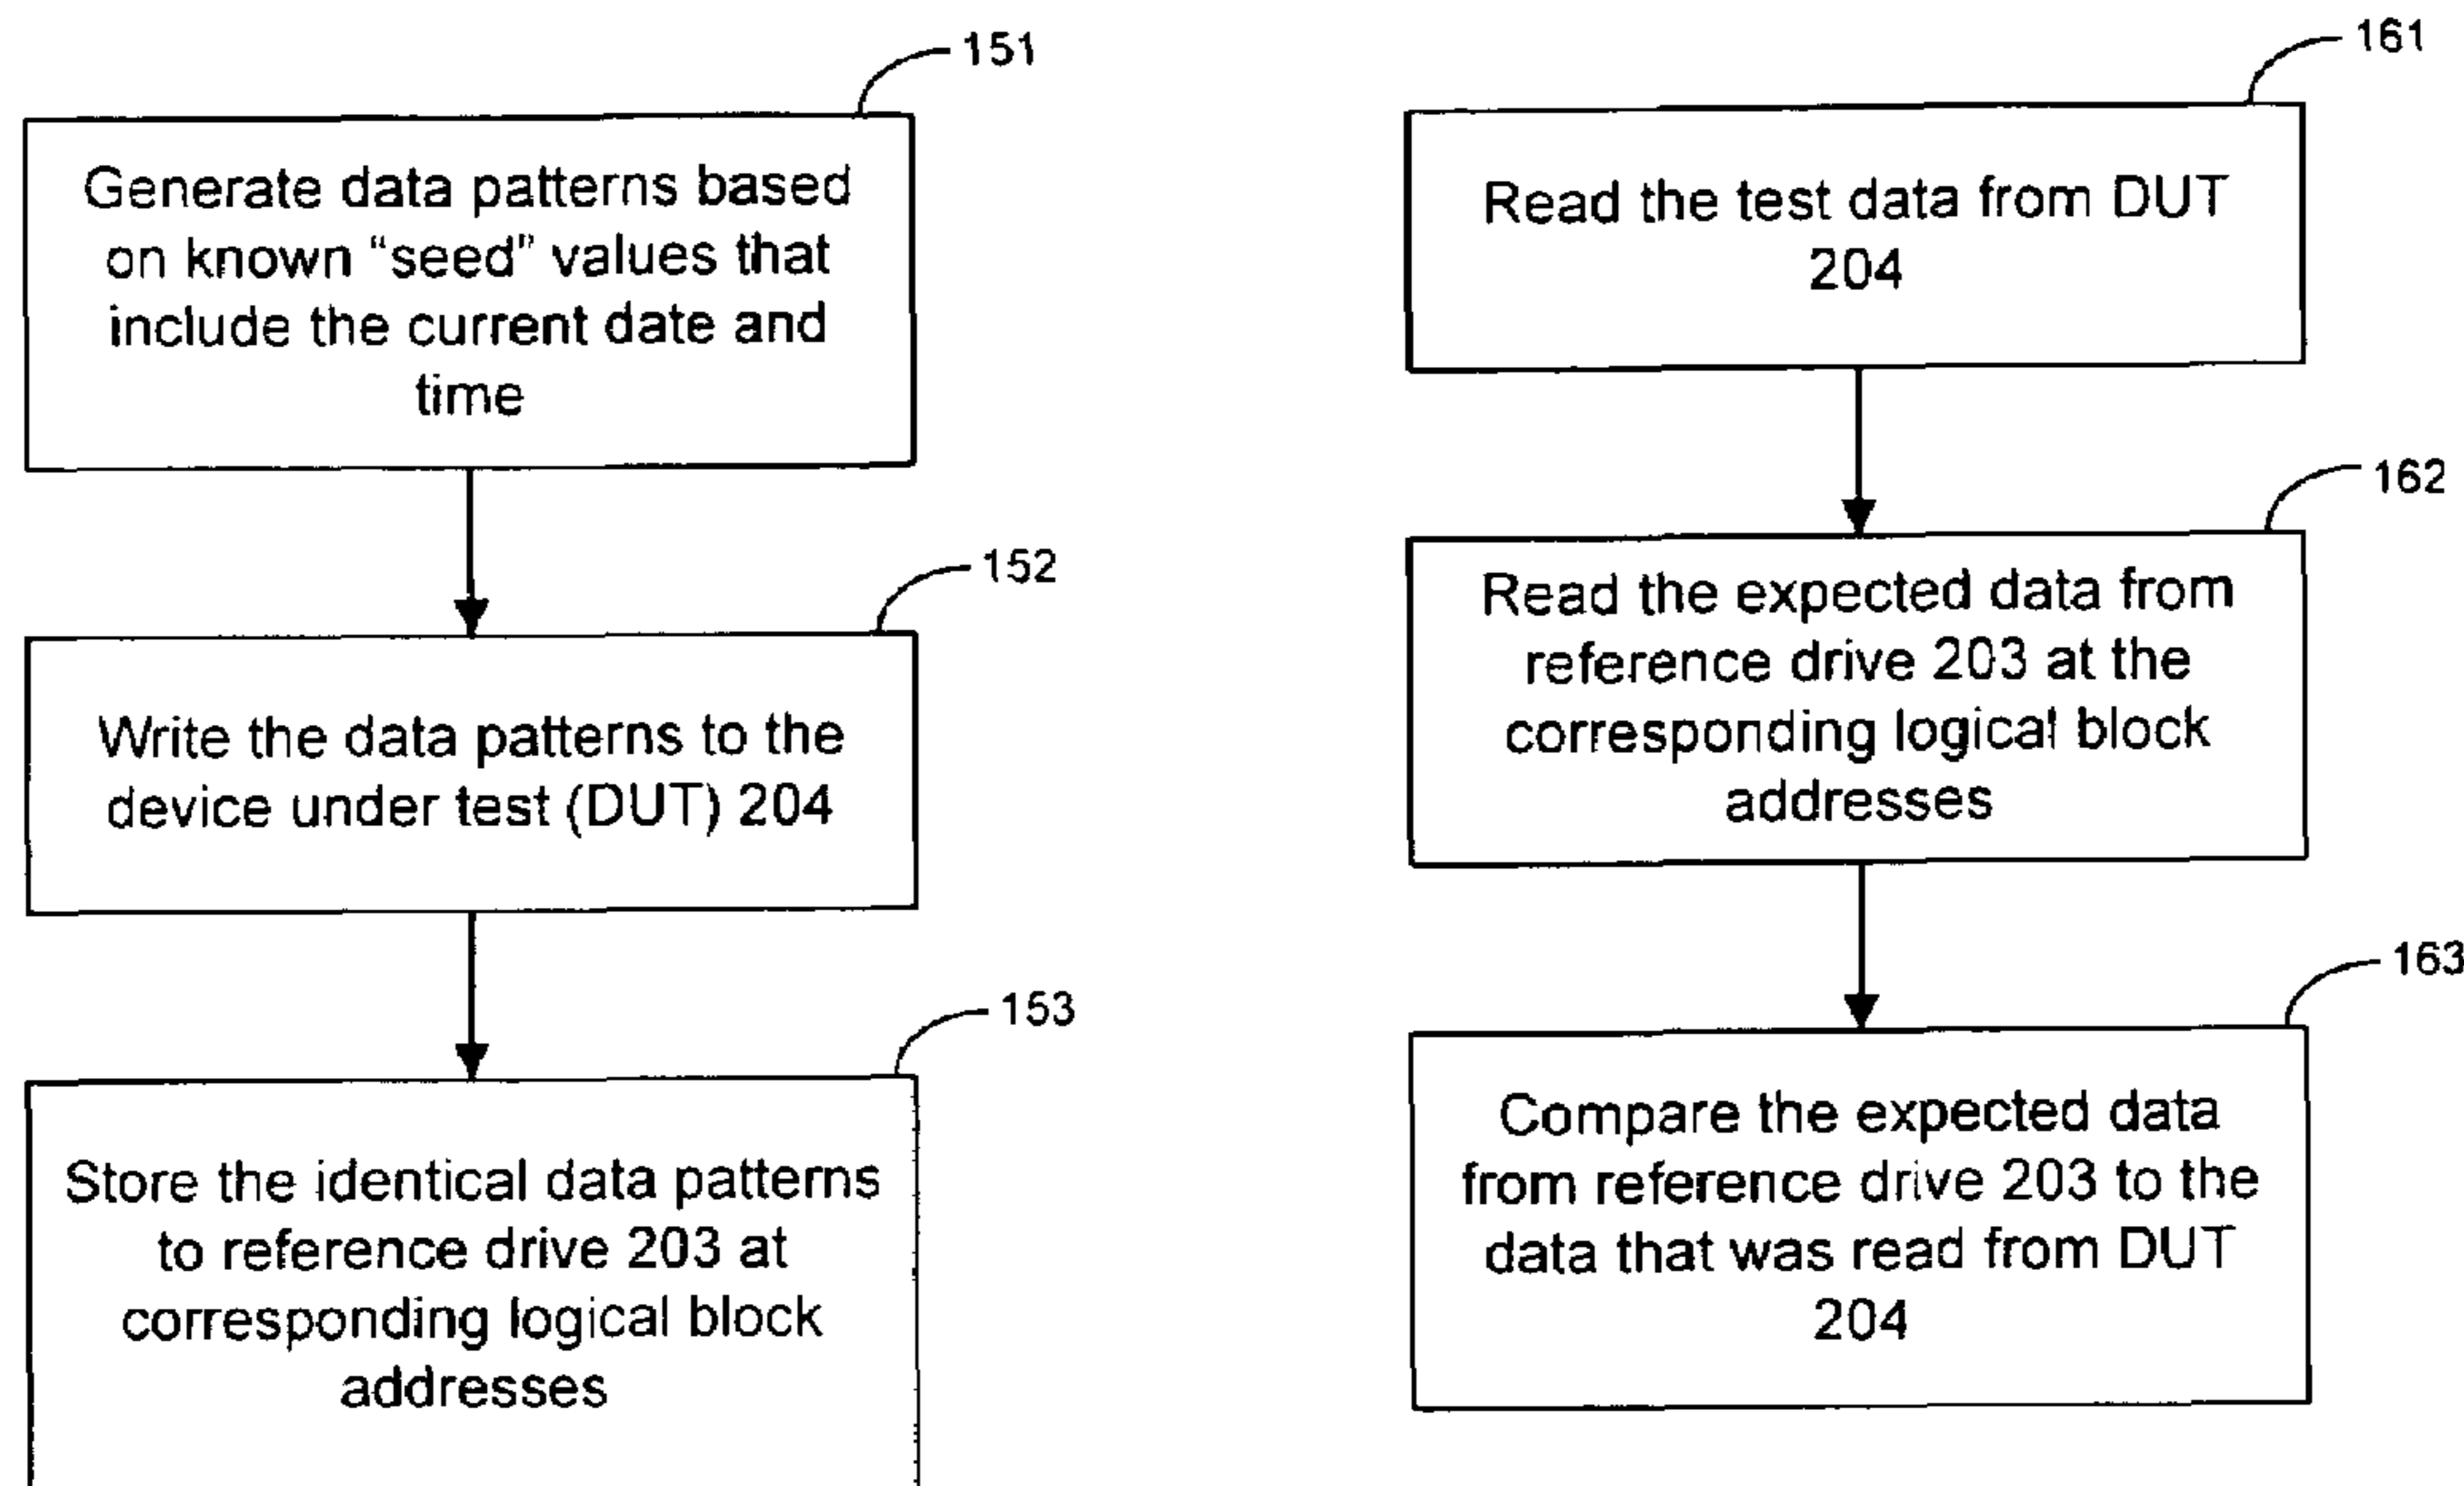 151
Generate data patterns based
on known “seed” values that
include the current date and
time
152
Write the data patterns to the
device under test (DUT) 204
153
Store the identical data patterns
to reference drive 203 at
corresponding logical block
addresses
161
Read the test data from DUT
204
162
Read the expected data from
reference drive 203 at the
corresponding logical block
addresses
163
Compare the expected data
from reference drive 203 to the
data that was read from DUT
204